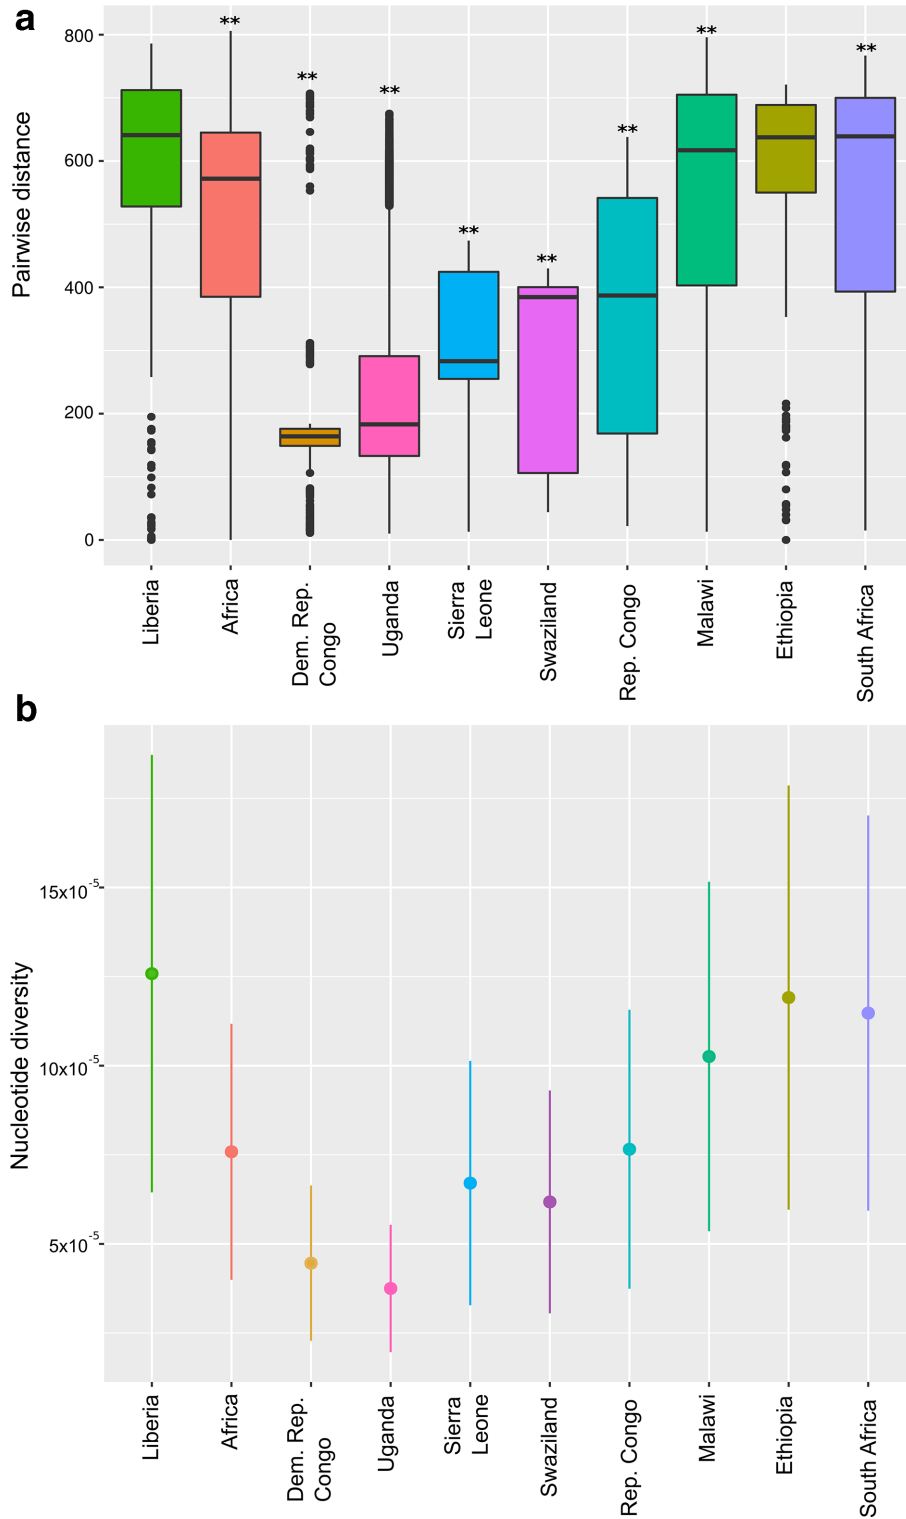 a
Pairwise distance
800
600
400
200
0
**
**
**
**
**
**
**
**
Liberia
Africa
Dem. Rep.
Congo
Uganda
Sierra
Leone
Swaziland
Rep. Congo
Malawi
Ethiopia
South Africa
b
Nucleotide diversity
15x10⁻⁵
10x10⁻⁵
5x10⁻⁵
Liberia
Africa
Dem. Rep.
Congo
Uganda
Sierra
Leone
Swaziland
Rep. Congo
Malawi
Ethiopia
South Africa